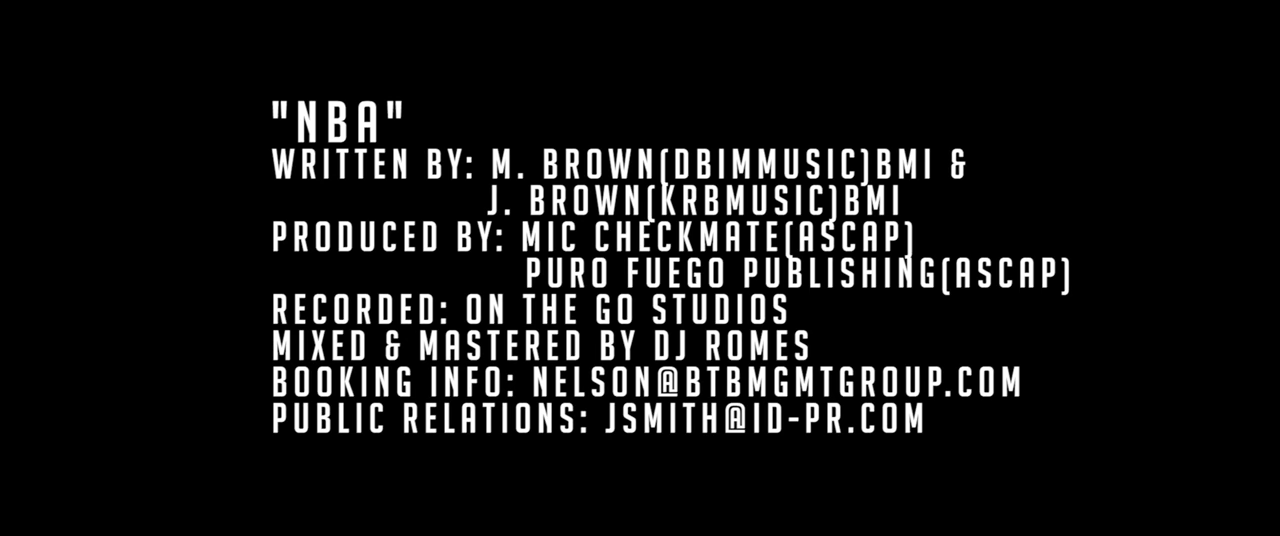 "NBA"
WRITTEN BY: M. BROWN(DBIMMUSIC)BMI &
J. BROWN(KRBMUSIC)BMI
PRODUCED BY: MIC CHECKMATE(ASCAP)
PURO FUEGO PUBLISHING(ASCAP)
RECORDED: ON THE GO STUDIOS
MIXED & MASTERED BY DJ ROMES
BOOKING INFO: NELSON@BTBMGMTGROUP.COM
PUBLIC RELATIONS: JSMITH@ID-PR.COM